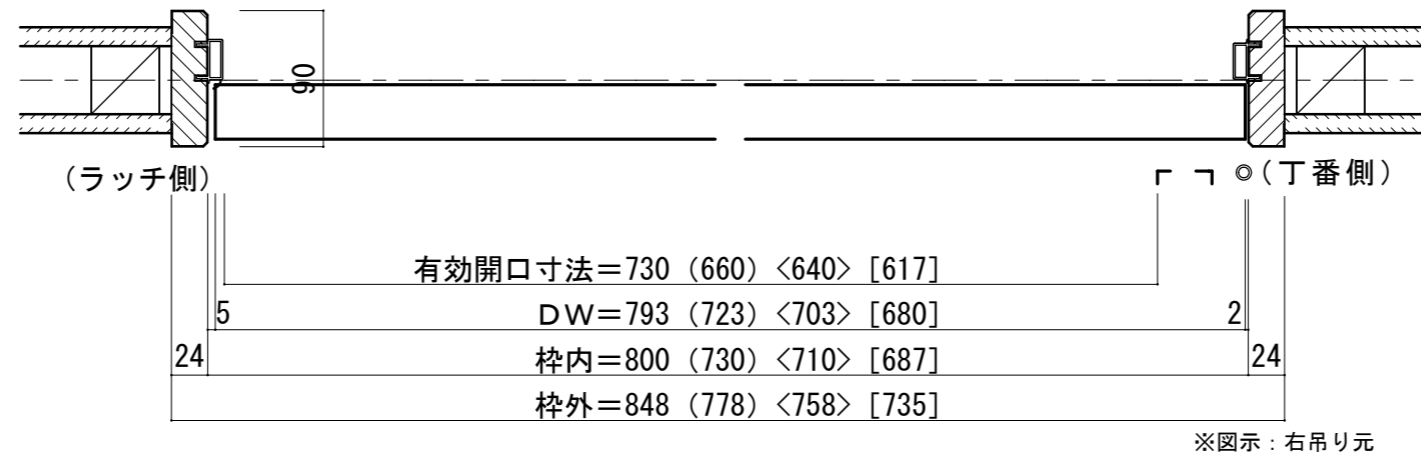 90
(ラッチ側)
◎(丁番側)
有効開口寸法=730 (660) <640> [617]
5
DW=793 (723) <703> [680]
2
24
枠内=800 (730) <710> [687]
24
枠外=848 (778) <758> [735]
※図示:右吊り元